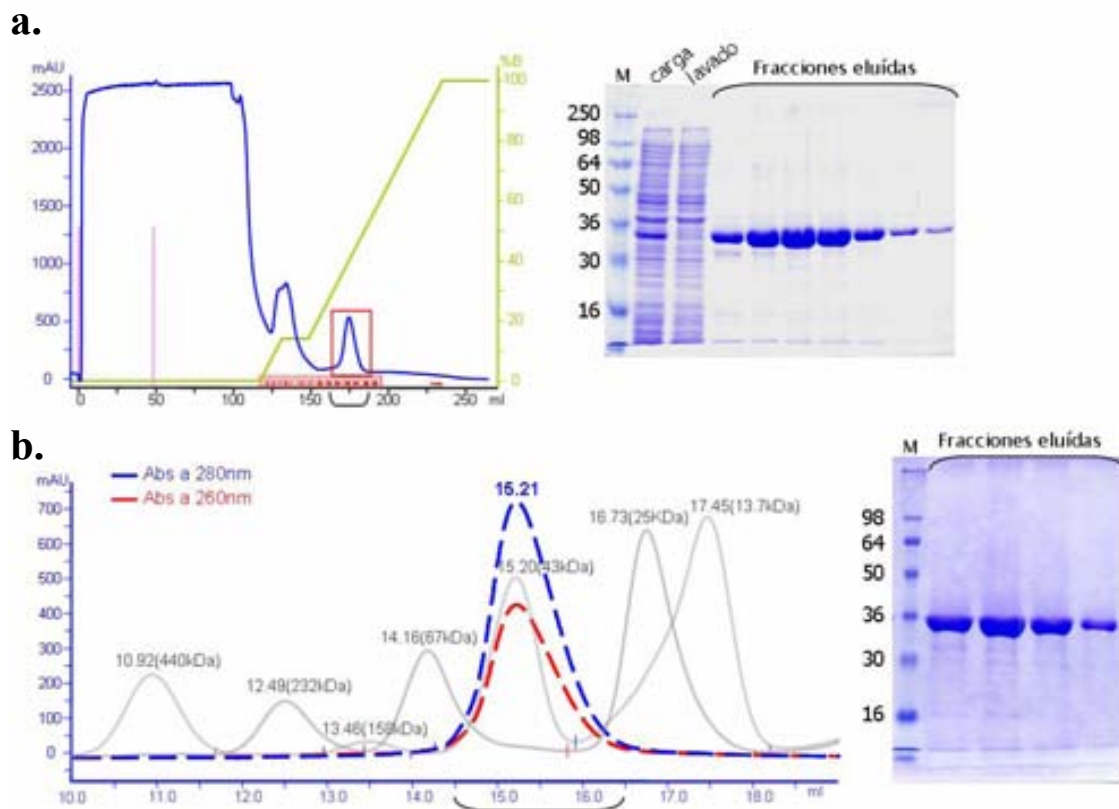 a.
mAU
%B
2500
2000
1500
1000
500
0
100
80
60
40
20
0
0 50 100 150 200 250 ml
M carga lavado Fracciones eluídas
250
98
64
50
36
30
16
b.
mAU
700
600
500
400
300
200
100
0
Abs a 280nm
Abs a 260nm
10.92(440kDa)
12.49(232kDa)
13.46(158kDa)
14.16(67kDa)
15.21
15.20(43kDa)
16.73(25KDa)
17.45(13.7kDa)
10.0 11.0 12.0 13.0 14.0 15.0 16.0 17.0 18.0 ml
M Fracciones eluídas
98
64
50
36
30
16